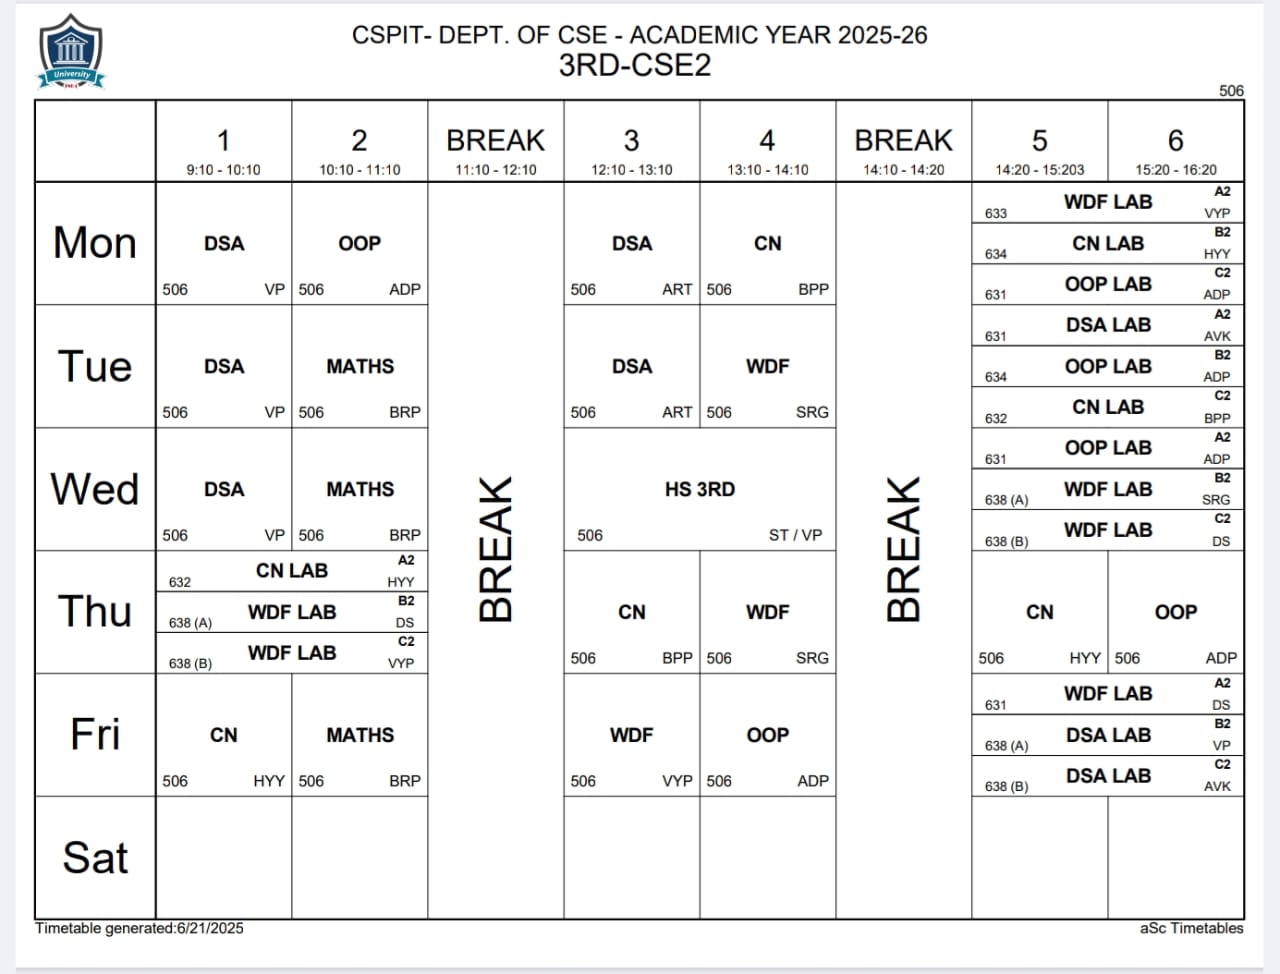 CSPIT- DEPT. OF CSE - ACADEMIC YEAR 2025-26
3RD-CSE2
University
506
1 2 BREAK 3 4 BREAK 5 6
9:10 - 10:10 10:10 - 11:10 11:10 - 12:10 12:10 - 13:10 13:10 - 14:10 14:10 - 14:20 14:20 - 15:203 15:20 - 16:20
Mon
DSA
506 VP
OOP
506 ADP
DSA
506 ART
CN
506 BPP
633 WDF LAB A2 VYP
634 CN LAB B2 HYY
631 OOP LAB C2 ADP
Tue
DSA
506 VP
MATHS
506 BRP
DSA
506 ART
WDF
506 SRG
631 DSA LAB A2 AVK
634 OOP LAB B2 ADP
632 CN LAB C2 BPP
Wed
DSA
506 VP
MATHS
506 BRP
BREAK
HS 3RD
506 ST / VP
BREAK
631 OOP LAB A2 ADP
638 (A) WDF LAB B2 SRG
638 (B) WDF LAB C2 DS
Thu
632 CN LAB A2 HYY
638 (A) WDF LAB B2 DS
638 (B) WDF LAB C2 VYP
CN
506 BPP
WDF
506 SRG
CN
506 HYY
OOP
506 ADP
Fri
CN
506 HYY
MATHS
506 BRP
WDF
506 VYP
OOP
506 ADP
631 WDF LAB A2 DS
638 (A) DSA LAB B2 VP
638 (B) DSA LAB C2 AVK
Sat
Timetable generated:6/21/2025
aSc Timetables